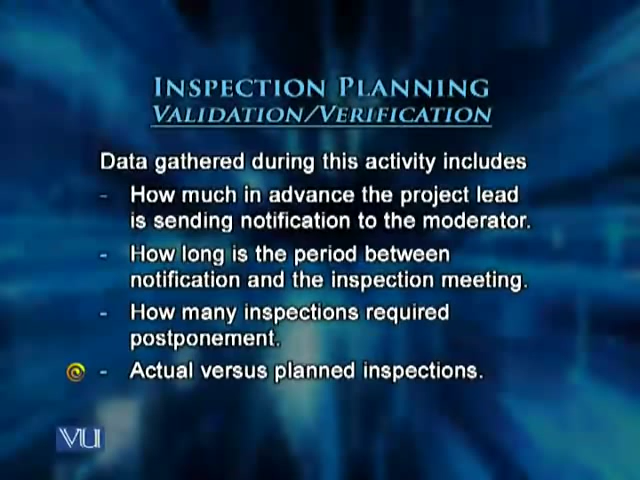 INSPECTION PLANNING
VALIDATION/VERIFICATION
Data gathered during this activity includes
- How much in advance the project lead
is sending notification to the moderator.
- How long is the period between
notification and the inspection meeting.
- How many inspections required
postponement.
- Actual versus planned inspections.
VU